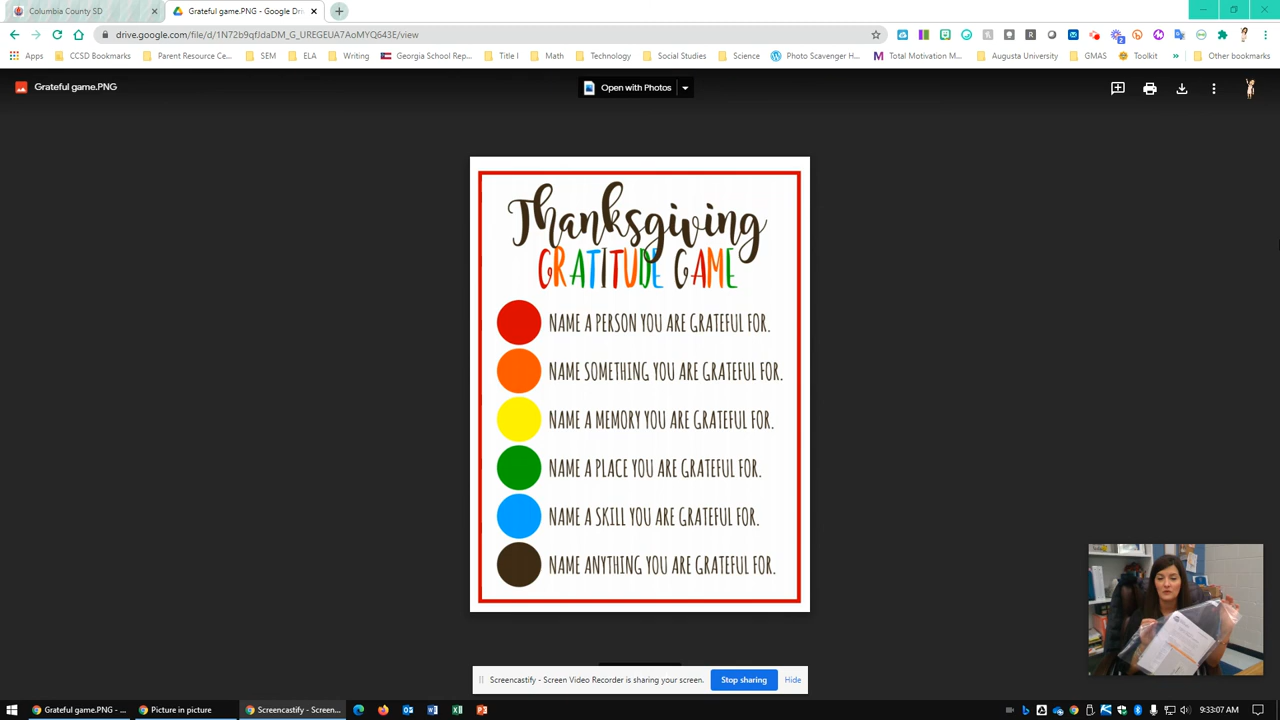 Columbia County SD
Grateful game.PNG - Google Dri
drive.google.com/file/d/1N72b9qfJdaDM_G_UREGEUA7AoMYQ643E/view
Apps
CCSD Bookmarks
Parent Resource Ce...
SEM
ELA
Writing
Georgia School Rep...
Title I
Math
Technology
Social Studies
Science
Photo Scavenger H...
Total Motivation M...
Augusta University
GMAS
Toolkit
»
Other bookmarks
Grateful game.PNG
Open with Photos
Thanksgiving
GRATITUDE GAME
NAME A PERSON YOU ARE GRATEFUL FOR.
NAME SOMETHING YOU ARE GRATEFUL FOR.
NAME A MEMORY YOU ARE GRATEFUL FOR.
NAME A PLACE YOU ARE GRATEFUL FOR.
NAME A SKILL YOU ARE GRATEFUL FOR.
NAME ANYTHING YOU ARE GRATEFUL FOR.
Screencastify - Screen Video Recorder is sharing your screen.
Stop sharing
Hide
Grateful game.PNG - ...
Picture in picture
Screencastify - Screen...
9:33:07 AM